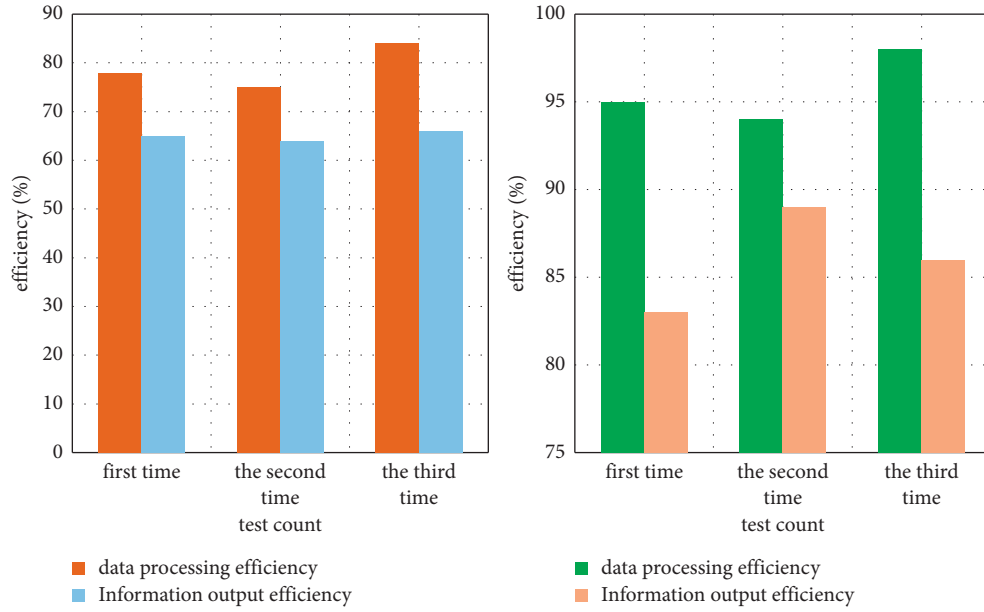 90
80
70
60
50
40
30
20
10
0
efficiency (%)
first time
the second
time
the third
time
test count
data processing efficiency
Information output efficiency
100
95
90
85
80
75
efficiency (%)
first time
the second
time
the third
time
test count
data processing efficiency
Information output efficiency